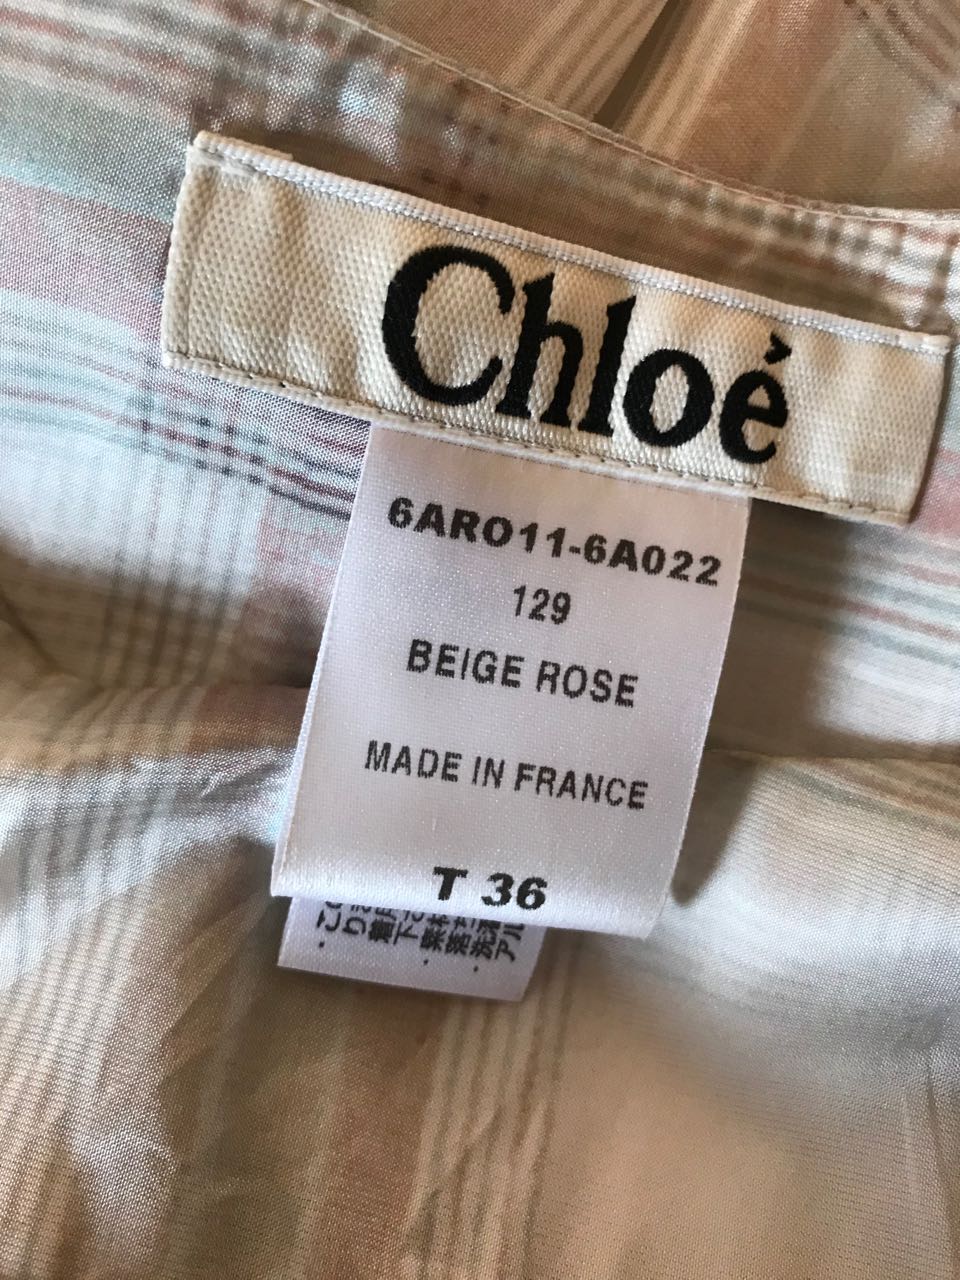 Chloé
6ARO11-6A022
129
BEIGE ROSE
MADE IN FRANCE
T 36